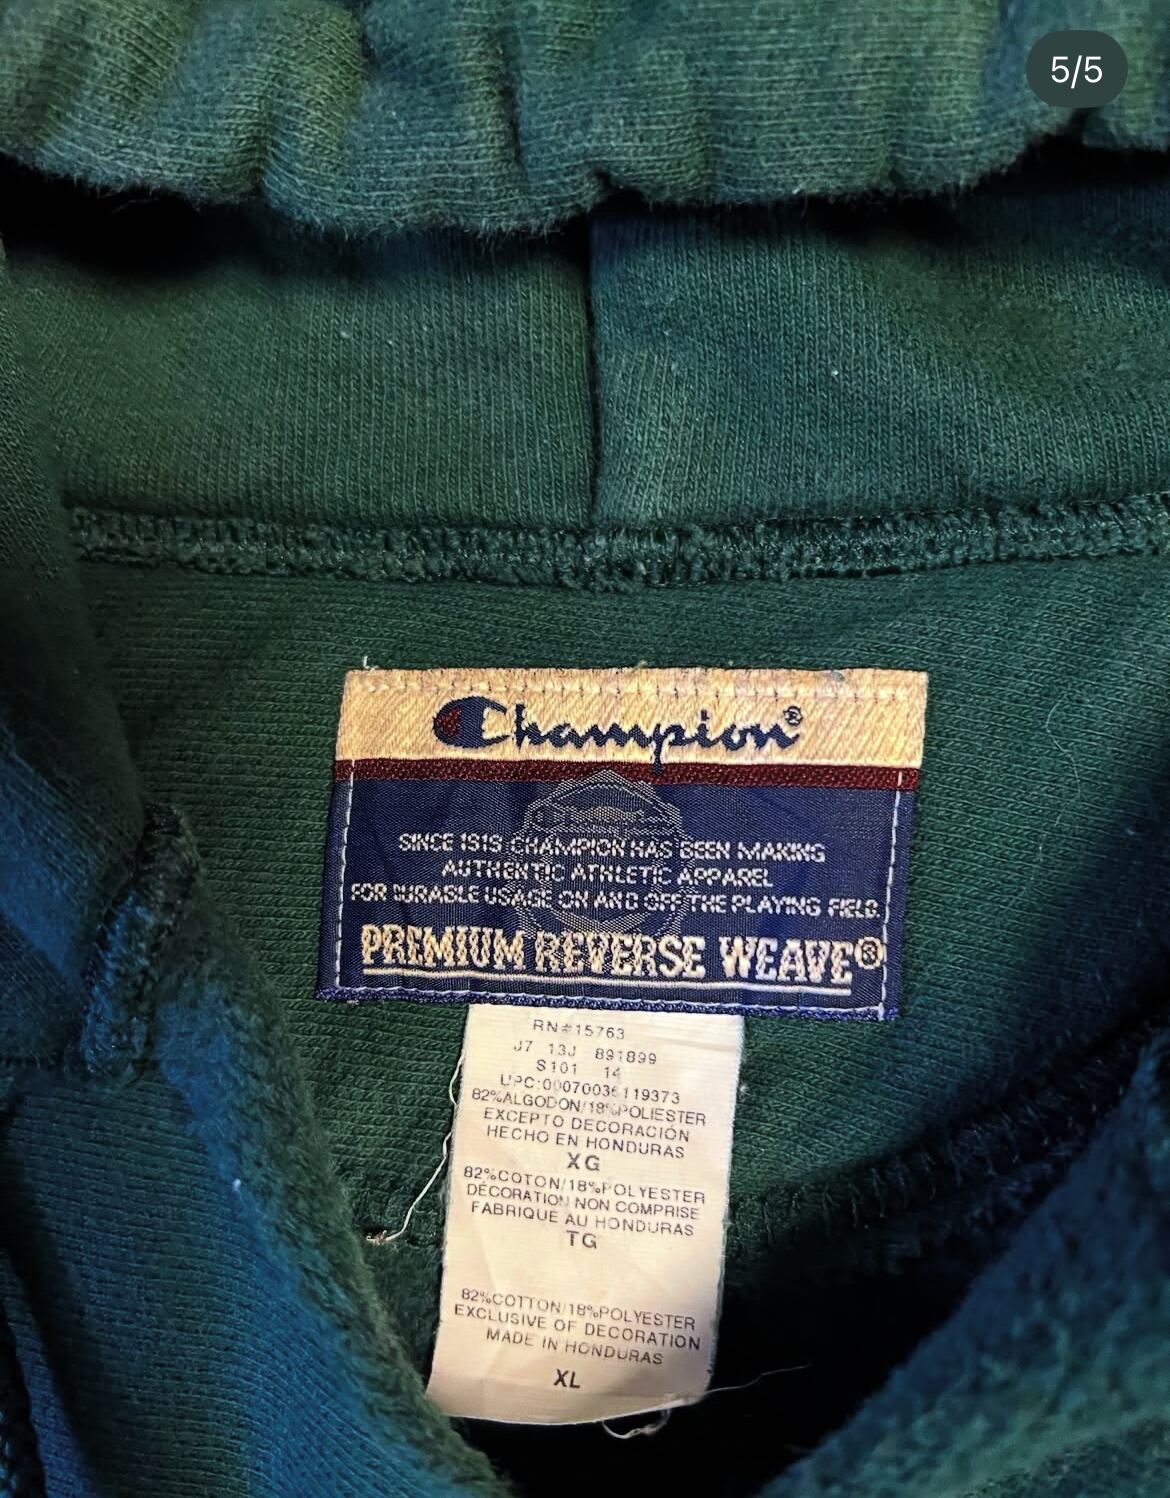 5/5
Champion®
SINCE 1919 CHAMPION HAS BEEN MAKING
AUTHENTIC ATHLETIC APPAREL
FOR DURABLE USAGE ON AND OFF THE PLAYING FIELD.
PREMIUM REVERSE WEAVE®
RN#15763
J7 13J 891899
S101 14
82%ALGODON/18%POLIESTER
EXCEPTO DECORACIÓN
HECHO EN HONDURAS
XG
82%COTON/18%POLYESTER
DÉCORATION NON COMPRISE
FABRIQUE AU HONDURAS
TG
82%COTTON/18%POLYESTER
EXCLUSIVE OF DECORATION
MADE IN HONDURAS
XL